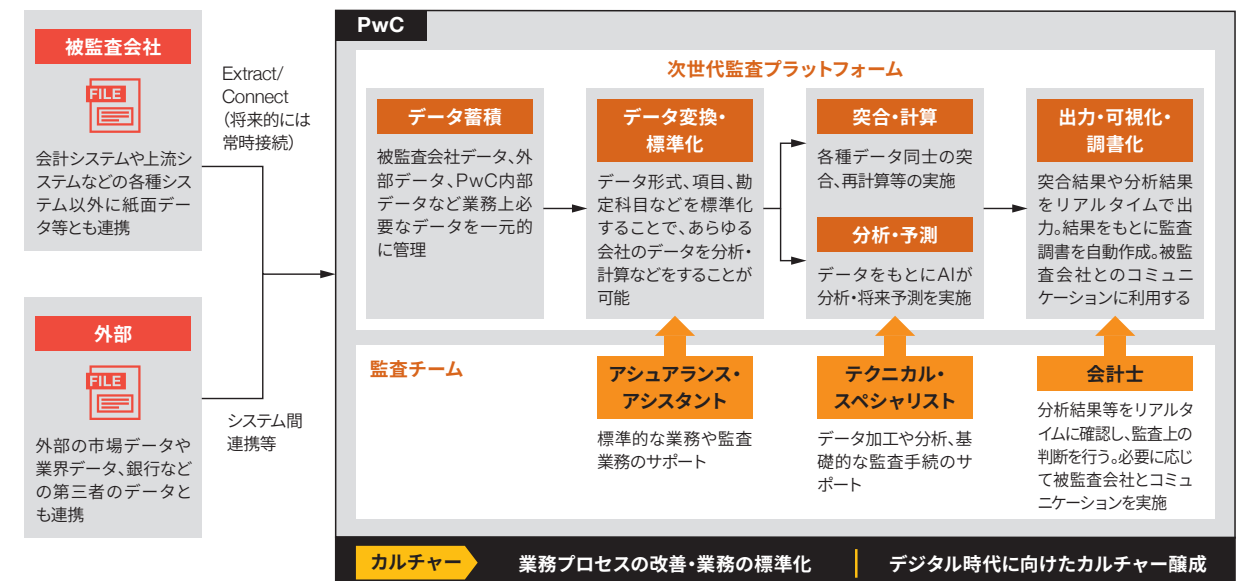 被監査会社
FILE
会計システムや上流シ
ステムなどの各種シス
テム以外に紙面デー
タ等とも連携
外部
FILE
外部の市場データや
業界データ、銀行など
の第三者のデータと
も連携
Extract/
Connect
(将来的には
常時接続)
システム間
連携等
PwC
次世代監査プラットフォーム
データ蓄積
被監査会社データ、外
部データ、PwC内部
データなど業務上必
要なデータを一元的
に管理
データ変換・
標準化
データ形式、項目、勘
定科目などを標準化
することで、あらゆる
会社のデータを分析・
計算などをすることが
可能
突合・計算
各種データ同士の突
合、再計算等の実施
分析・予測
データをもとにAIが
分析・将来予測を実施
出力・可視化・
調書化
突合結果や分析結果
をリアルタイムで出
力。結果をもとに監査
調書を自動作成。被監
査会社とのコミュニ
ケーションに利用する
監査チーム
アシュアランス・
アシスタント
標準的な業務や監査
業務のサポート
テクニカル・
スペシャリスト
データ加工や分析、基
礎的な監査手続のサ
ポート
会計士
分析結果等をリアルタ
イムに確認し、監査上の
判断を行う。必要に応じ
て被監査会社とコミュ
ニケーションを実施
カルチャー
業務プロセスの改善・業務の標準化
デジタル時代に向けたカルチャー醸成